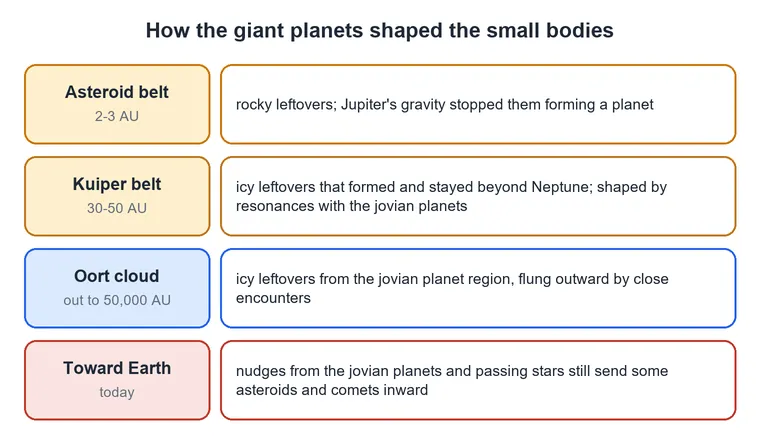 How the giant planets shaped the small bodies
Asteroid belt
2-3 AU
rocky leftovers; Jupiter's gravity stopped them forming a planet
Kuiper belt
30-50 AU
icy leftovers that formed and stayed beyond Neptune; shaped by
resonances with the jovian planets
Oort cloud
out to 50,000 AU
icy leftovers from the jovian planet region, flung outward by close
encounters
Toward Earth
today
nudges from the jovian planets and passing stars still send some
asteroids and comets inward